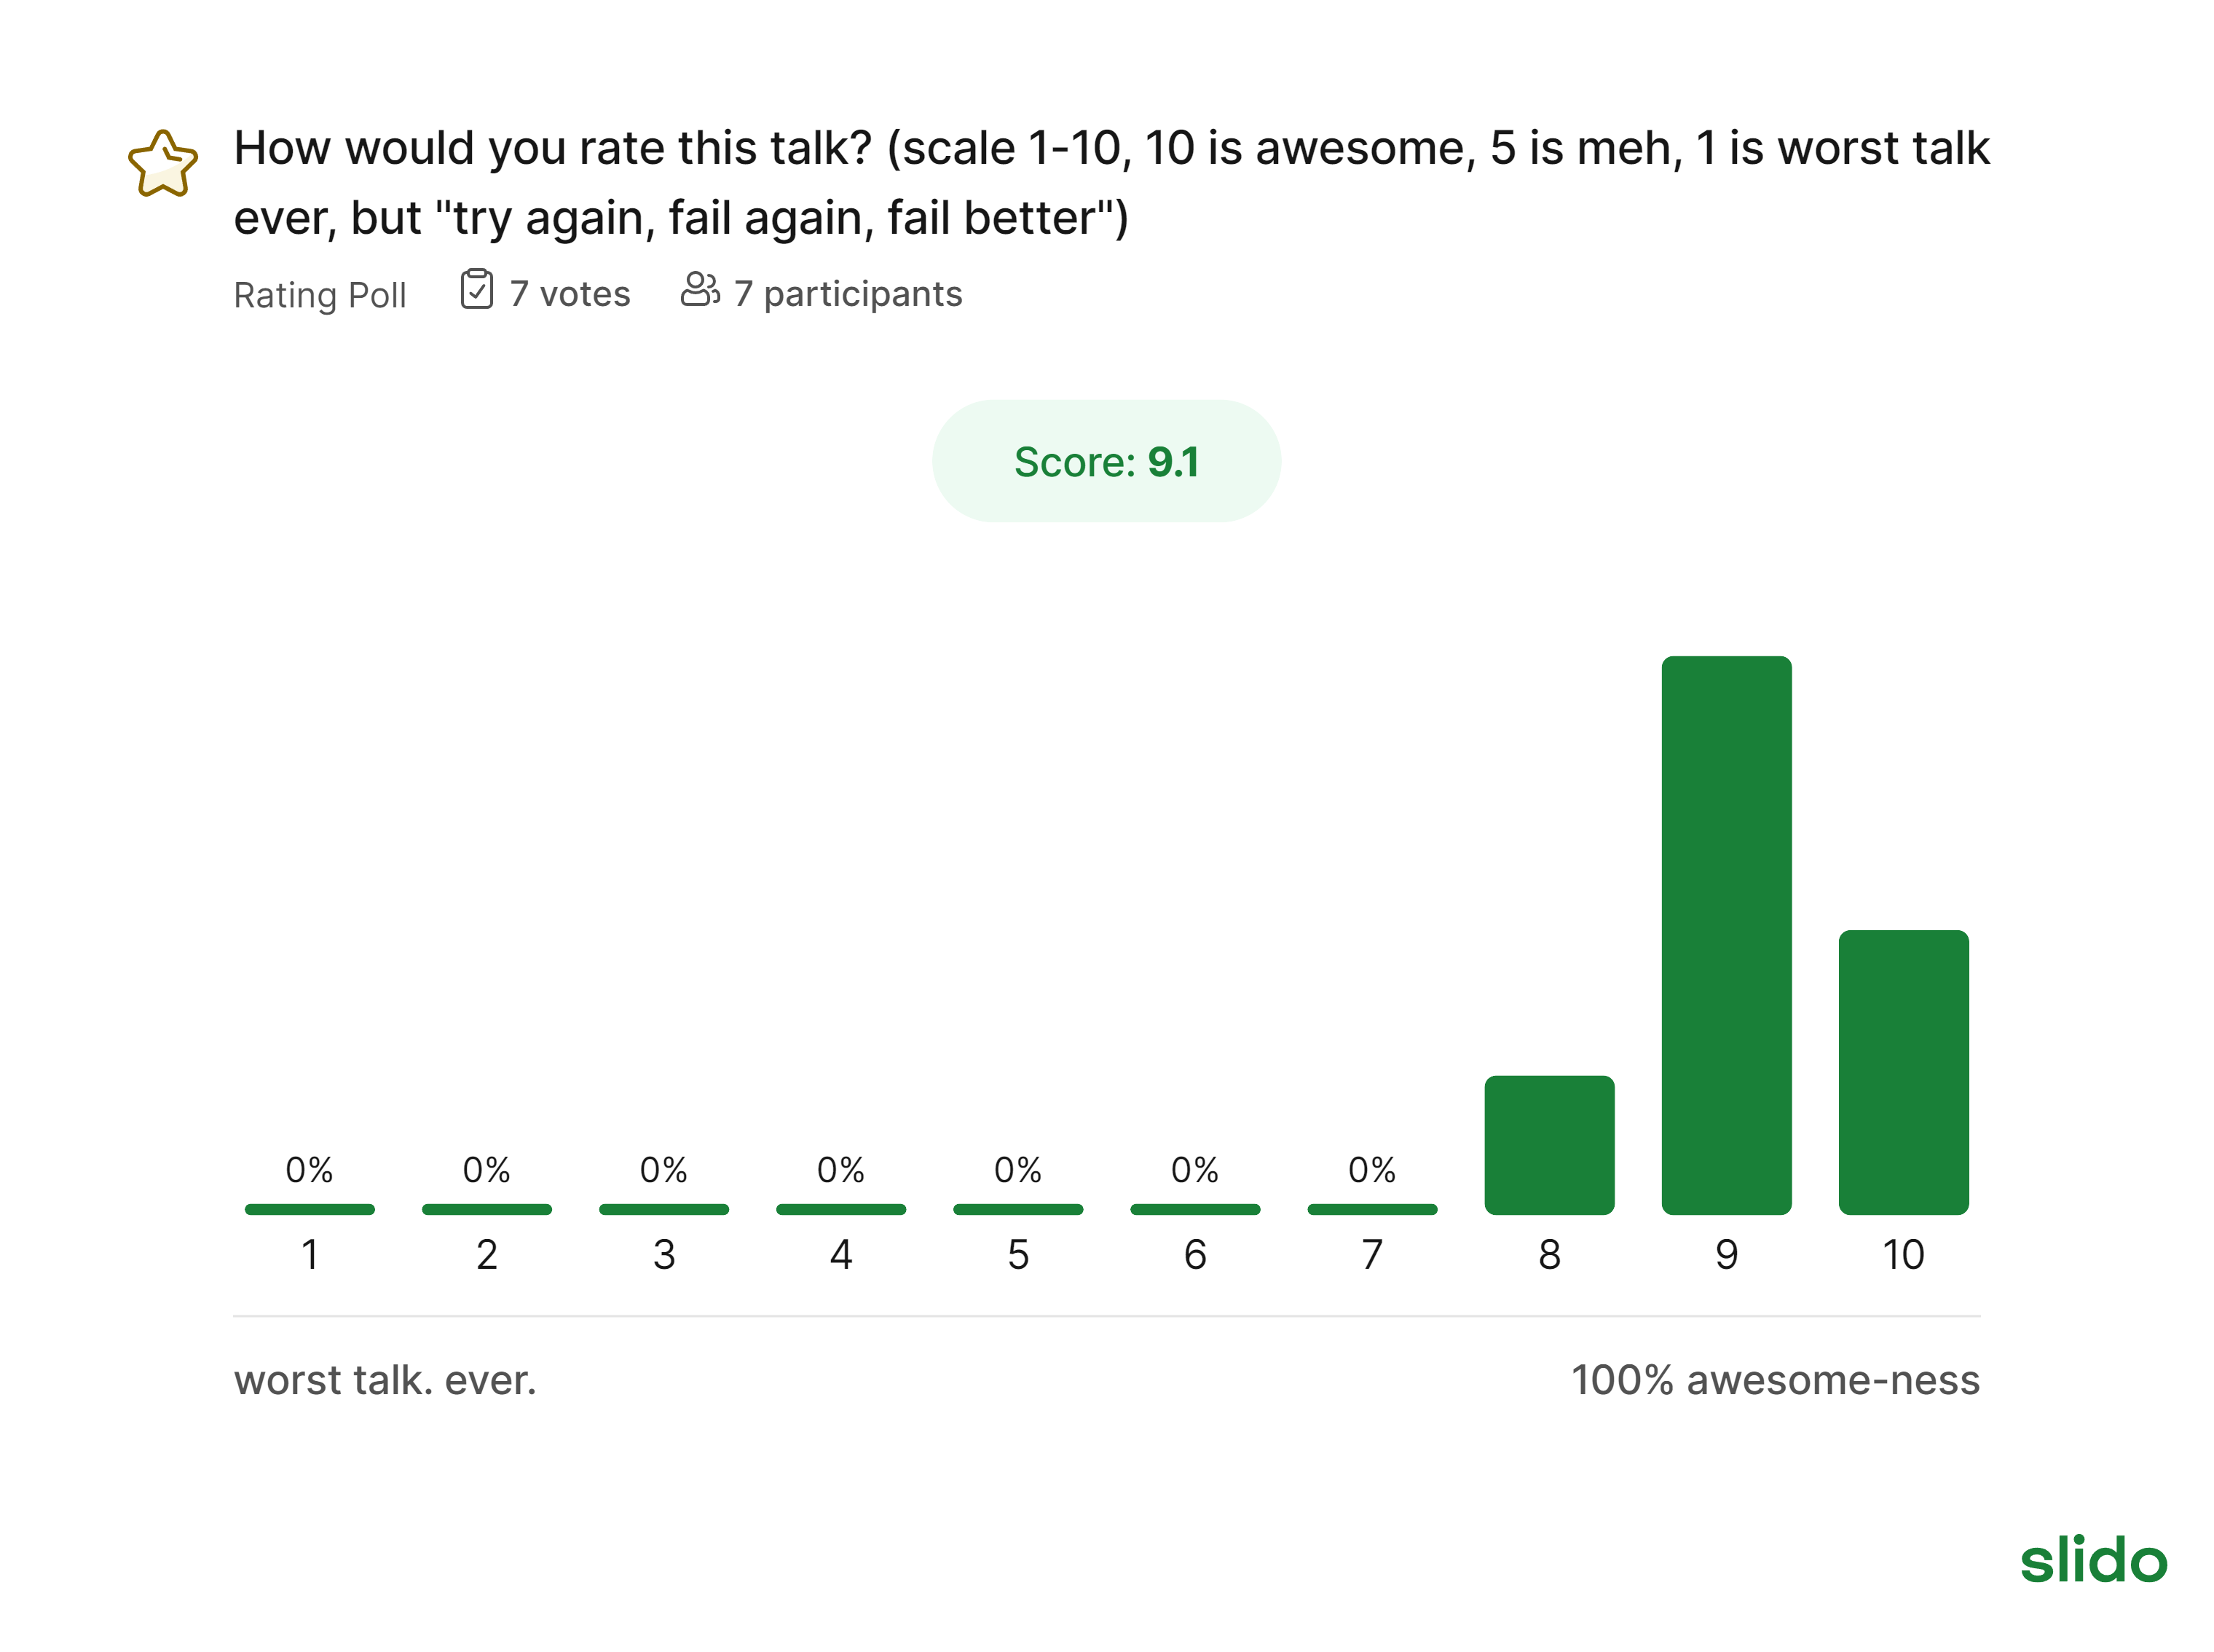 How would you rate this talk? (scale 1-10, 10 is awesome, 5 is meh, 1 is worst talk
ever, but "try again, fail again, fail better")
Rating Poll 7 votes 7 participants
Score: 9.1
0% 0% 0% 0% 0% 0% 0%
1 2 3 4 5 6 7 8 9 10
worst talk. ever. 100% awesome-ness
slido